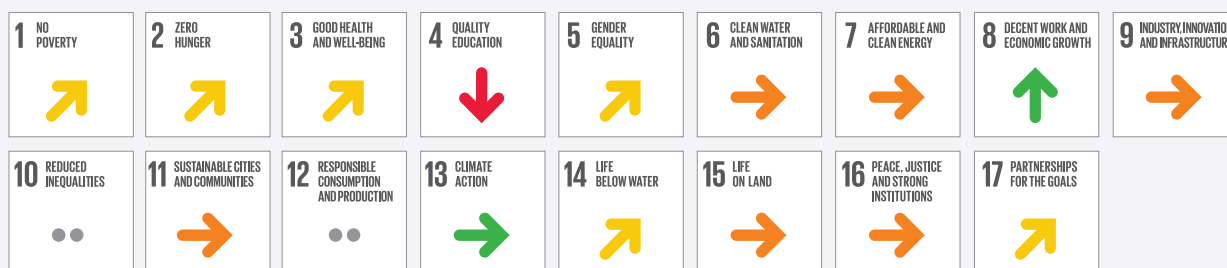 1 NO
POVERTY
2 ZERO
HUNGER
3 GOOD HEALTH
AND WELL-BEING
4 QUALITY
EDUCATION
5 GENDER
EQUALITY
6 CLEAN WATER
AND SANITATION
7 AFFORDABLE AND
CLEAN ENERGY
8 DECENT WORK AND
ECONOMIC GROWTH
9 INDUSTRY, INNOVATIO
AND INFRASTRUCTUR
10 REDUCED
INEQUALITIES
11 SUSTAINABLE CITIES
AND COMMUNITIES
12 RESPONSIBLE
CONSUMPTION
AND PRODUCTION
13 CLIMATE
ACTION
14 LIFE
BELOW WATER
15 LIFE
ON LAND
16 PEACE, JUSTICE
AND STRONG
INSTITUTIONS
17 PARTNERSHIPS
FOR THE GOALS